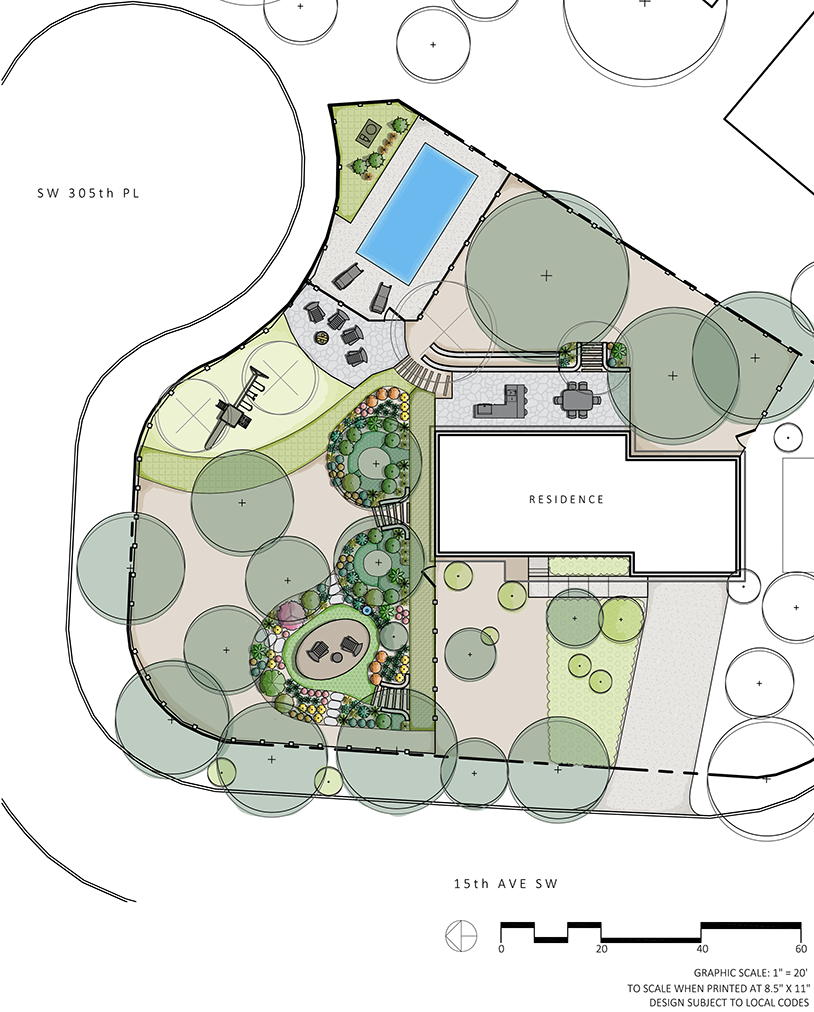 SW 305th PL
RESIDENCE
15th AVE SW
0 20 40 60
GRAPHIC SCALE: 1" = 20'
TO SCALE WHEN PRINTED AT 8.5" X 11"
DESIGN SUBJECT TO LOCAL CODES